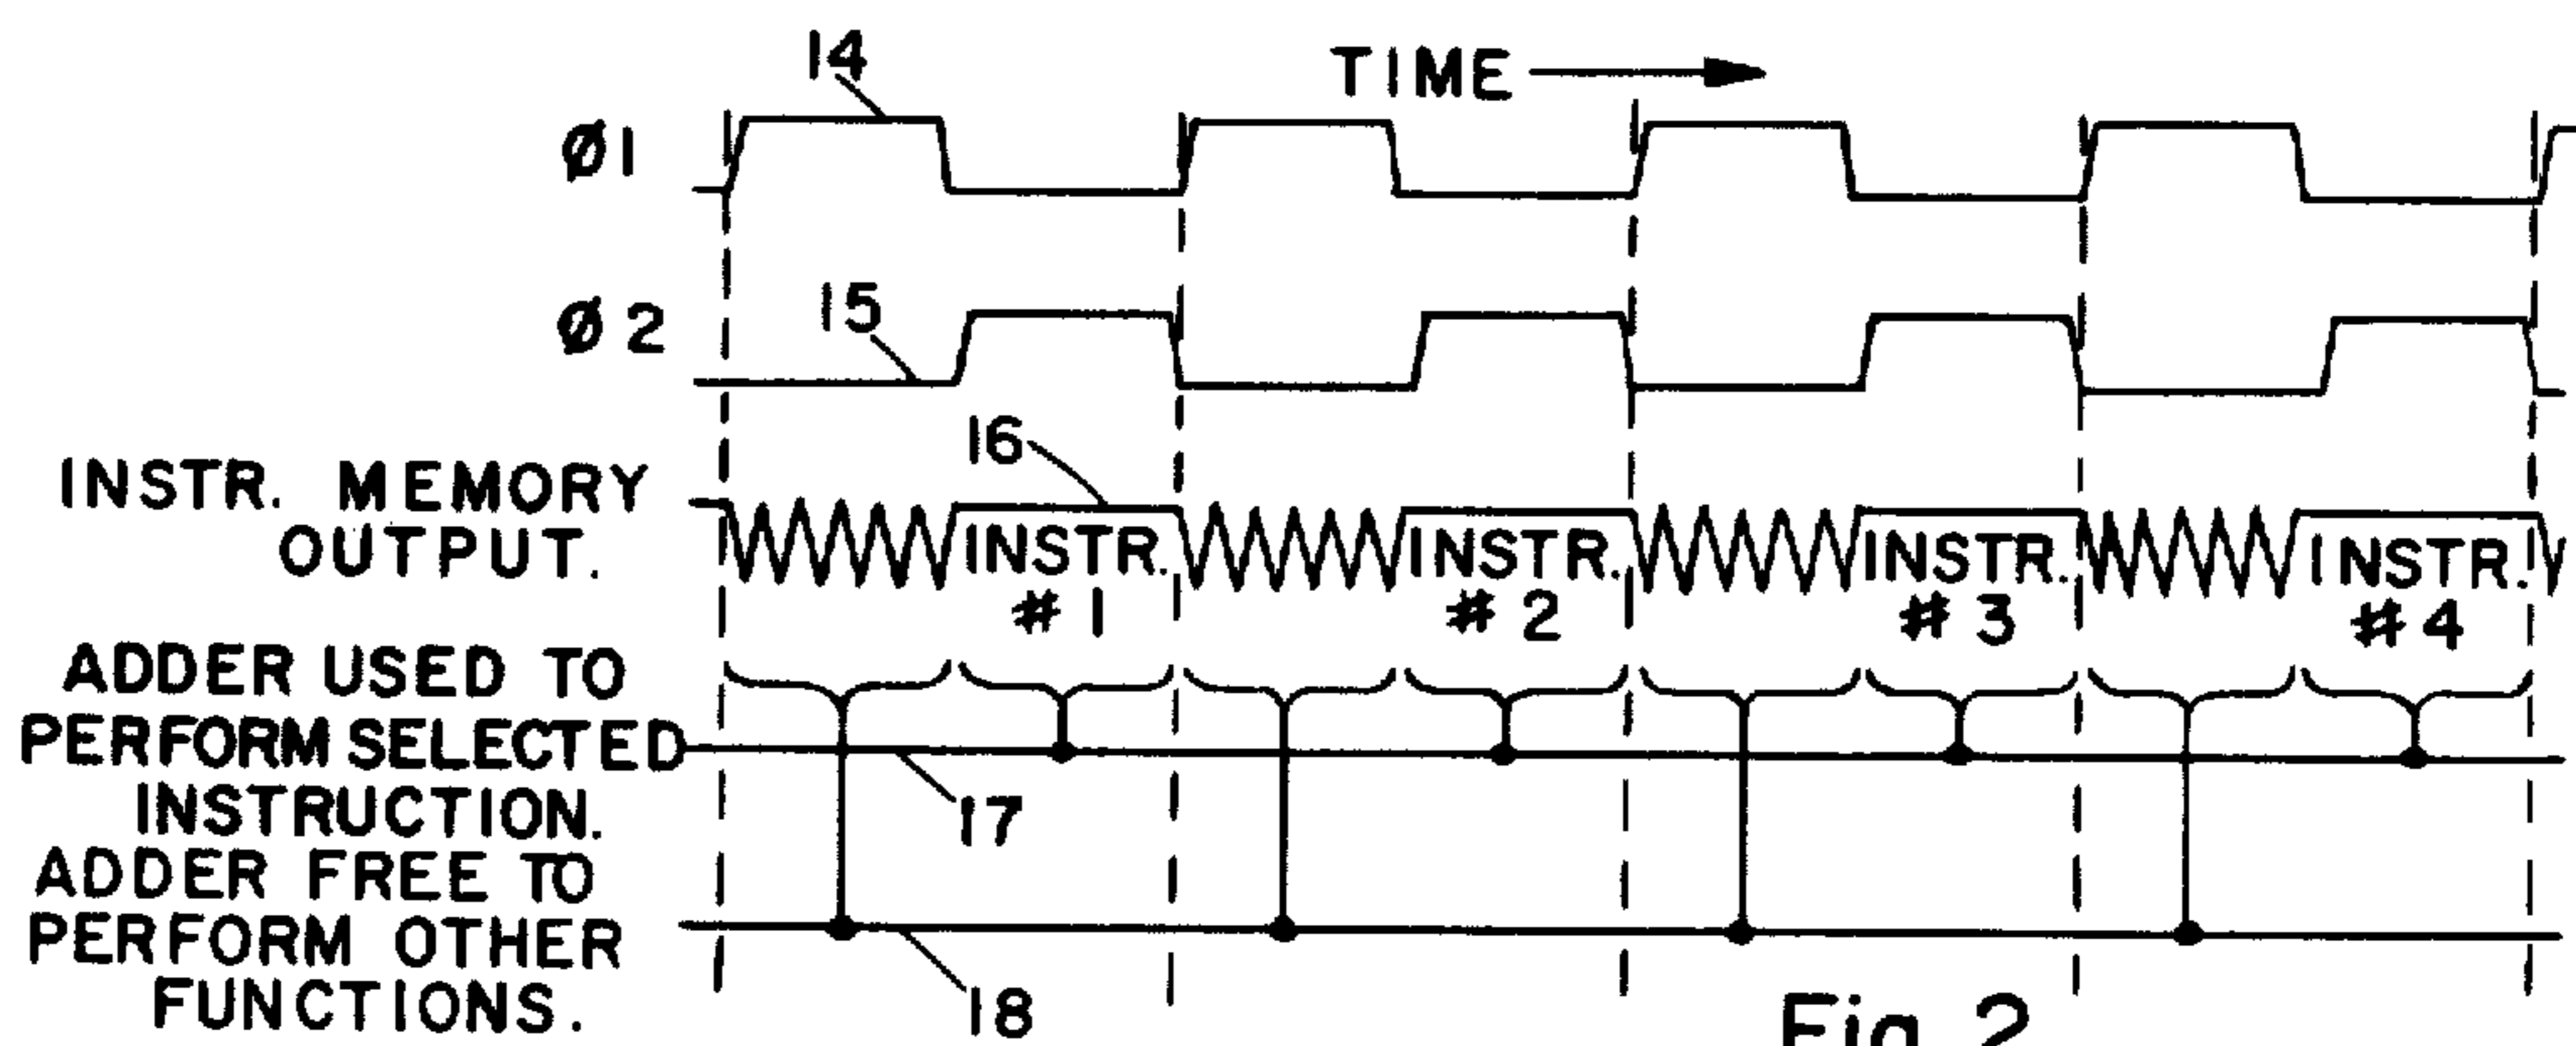 14
TIME
Ø1
15
Ø2
16
INSTR. MEMORY
OUTPUT.
INSTR.
#1
INSTR.
#2
INSTR.
#3
INSTR.
#4
ADDER USED TO
PERFORM SELECTED
INSTRUCTION.
17
ADDER FREE TO
PERFORM OTHER
FUNCTIONS.
18
Fig. 2